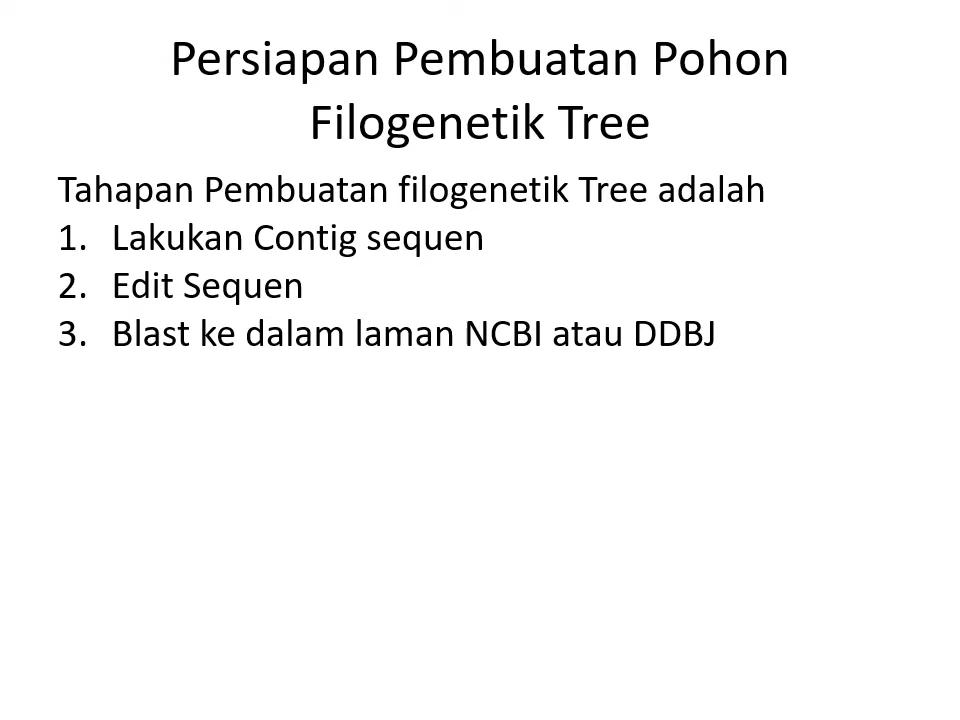 Persiapan Pembuatan Pohon
Filogenetik Tree
Tahapan Pembuatan filogenetik Tree adalah
1. Lakukan Contig sequen
2. Edit Sequen
3. Blast ke dalam laman NCBI atau DDBJ